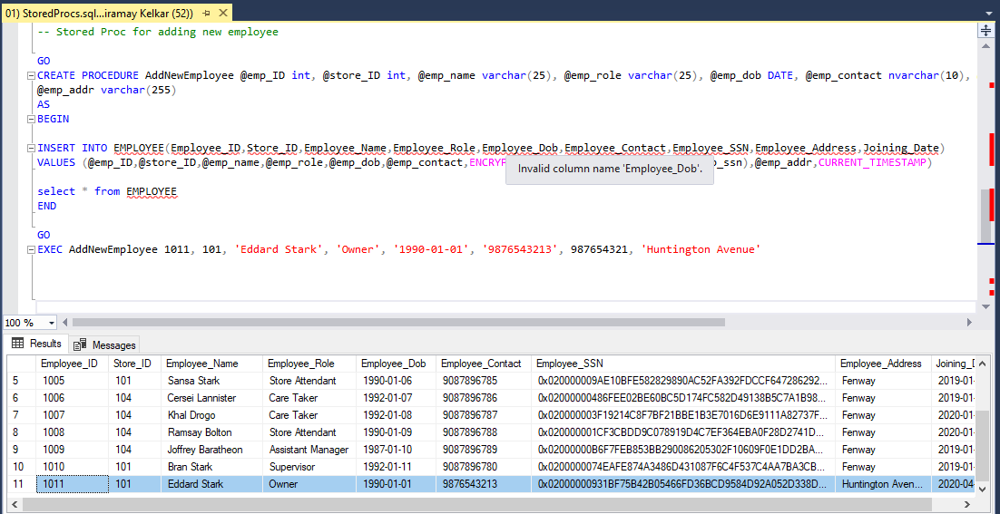 01) StoredProcs.sql...iramay Kelkar (52))
-- Stored Proc for adding new employee
GO
CREATE PROCEDURE AddNewEmployee @emp_ID int, @store_ID int, @emp_name varchar(25), @emp_role varchar(25), @emp_dob DATE, @emp_contact nvarchar(10),
@emp_addr varchar(255)
AS
BEGIN
INSERT INTO EMPLOYEE(Employee_ID,Store_ID,Employee_Name,Employee_Role,Employee_Dob,Employee_Contact,Employee_SSN,Employee_Address,Joining_Date)
VALUES (@emp_ID,@store_ID,@emp_name,@emp_role,@emp_dob,@emp_contact,ENCRYP _ssn),@emp_addr,CURRENT_TIMESTAMP)
Invalid column name 'Employee_Dob'.
select * from EMPLOYEE
END
GO
EXEC AddNewEmployee 1011, 101, 'Eddard Stark', 'Owner', '1990-01-01', '9876543213', 987654321, 'Huntington Avenue'
100 %
Results Messages
Employee_ID Store_ID Employee_Name Employee_Role Employee_Dob Employee_Contact Employee_SSN Employee_Address Joining_D
5 1005 101 Sansa Stark Store Attendant 1990-01-06 9087896785 0x020000009AE10BFE582829890AC52FA392FDCCF647286292... Fenway 2019-01-
6 1006 104 Cersei Lannister Care Taker 1992-01-07 9087896786 0x02000000486FEE02BE60BC5D174FC582D49138B5C7A1B98... Fenway 2019-01-
7 1007 104 Khal Drogo Care Taker 1992-01-08 9087896787 0x020000003F19214C8F7BF21BBE1B3E7016D6E9111A82737F... Fenway 2020-01-
8 1008 104 Ramsay Bolton Store Attendant 1990-01-09 9087896788 0x020000001CF3CBDD9C078919D4C7EF364EBA0F28D2741D... Fenway 2020-01-
9 1009 104 Joffrey Baratheon Assistant Manager 1987-01-10 9087896789 0x02000000B6F7FEB853BB290086205302F10609F0E1DD2BA... Fenway 2019-01-
10 1010 101 Bran Stark Supervisor 1992-01-11 9087896780 0x0200000074EAFE874A3486D431087F6C4F537C4AA7BA3CB... Fenway 2020-01-
11 1011 101 Eddard Stark Owner 1990-01-01 9876543213 0x02000000931BF75B42B05466FD36BCD9584D92A052D338D... Huntington Aven... 2020-04